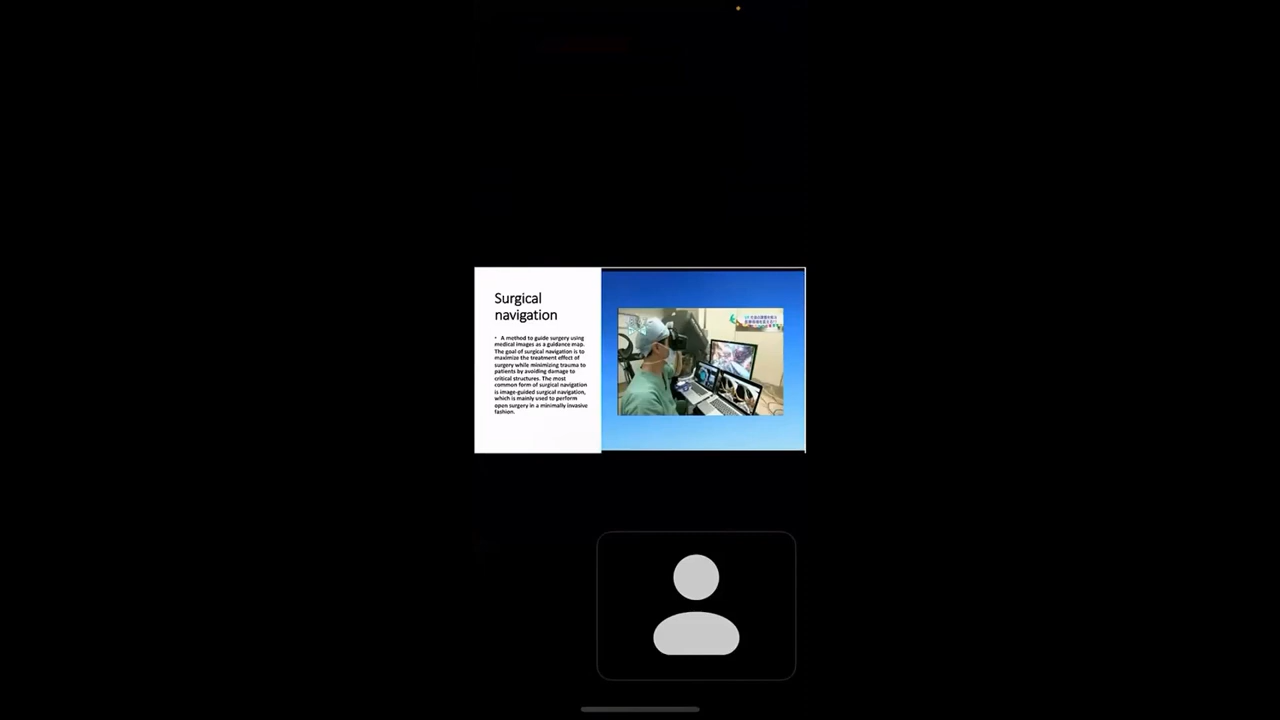 Surgical
navigation
• A method to guide surgery using
medical images as a guidance map.
The goal of surgical navigation is to
maximize the treatment effect of
surgery while minimizing trauma to
patients by avoiding damage to
critical structures. The most
common form of surgical navigation
is image-guided surgical navigation,
which is mainly used to perform
open surgery in a minimally invasive
fashion.